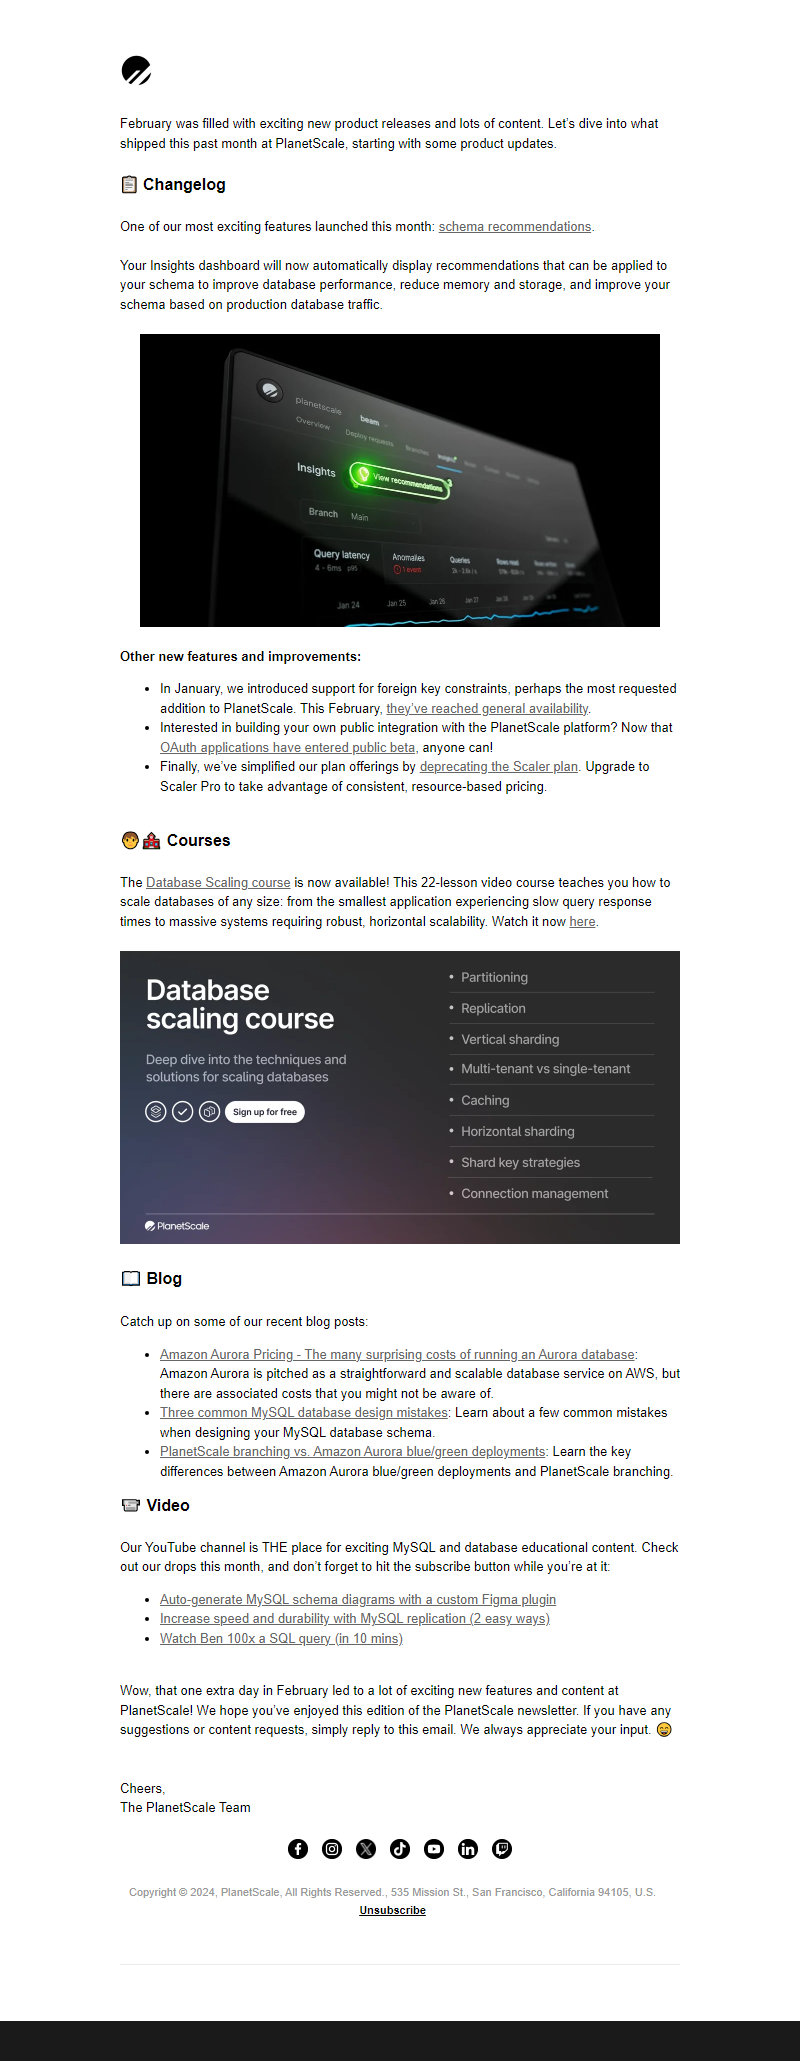 February was filled with exciting new product releases and lots of content. Let’s dive into what
shipped this past month at PlanetScale, starting with some product updates.
📋 Changelog
One of our most exciting features launched this month: schema recommendations.
Your Insights dashboard will now automatically display recommendations that can be applied to
your schema to improve database performance, reduce memory and storage, and improve your
schema based on production database traffic.
planetscale beam
Overview Deploy requests Branches Insights
Insights View recommendations 3
Branch Main
Query latency Anomalies Queries Rows read
4 - 6ms p95 1 event
Jan 24 Jan 25 Jan 26 Jan 27
Other new features and improvements:
• In January, we introduced support for foreign key constraints, perhaps the most requested
addition to PlanetScale. This February, they’ve reached general availability.
• Interested in building your own public integration with the PlanetScale platform? Now that
OAuth applications have entered public beta, anyone can!
• Finally, we’ve simplified our plan offerings by deprecating the Scaler plan. Upgrade to
Scaler Pro to take advantage of consistent, resource-based pricing.
🧑🏫 Courses
The Database Scaling course is now available! This 22-lesson video course teaches you how to
scale databases of any size: from the smallest application experiencing slow query response
times to massive systems requiring robust, horizontal scalability. Watch it now here.
Database
scaling course
Deep dive into the techniques and
solutions for scaling databases
Sign up for free
PlanetScale
• Partitioning
• Replication
• Vertical sharding
• Multi-tenant vs single-tenant
• Caching
• Horizontal sharding
• Shard key strategies
• Connection management
📖 Blog
Catch up on some of our recent blog posts:
• Amazon Aurora Pricing - The many surprising costs of running an Aurora database:
Amazon Aurora is pitched as a straightforward and scalable database service on AWS, but
there are associated costs that you might not be aware of.
• Three common MySQL database design mistakes: Learn about a few common mistakes
when designing your MySQL database schema.
• PlanetScale branching vs. Amazon Aurora blue/green deployments: Learn the key
differences between Amazon Aurora blue/green deployments and PlanetScale branching.
Video
Our YouTube channel is THE place for exciting MySQL and database educational content. Check
out our drops this month, and don’t forget to hit the subscribe button while you’re at it:
• Auto-generate MySQL schema diagrams with a custom Figma plugin
• Increase speed and durability with MySQL replication (2 easy ways)
• Watch Ben 100x a SQL query (in 10 mins)
Wow, that one extra day in February led to a lot of exciting new features and content at
PlanetScale! We hope you’ve enjoyed this edition of the PlanetScale newsletter. If you have any
suggestions or content requests, simply reply to this email. We always appreciate your input. 😄
Cheers,
The PlanetScale Team
Copyright © 2024, PlanetScale, All Rights Reserved., 535 Mission St., San Francisco, California 94105, U.S.
Unsubscribe